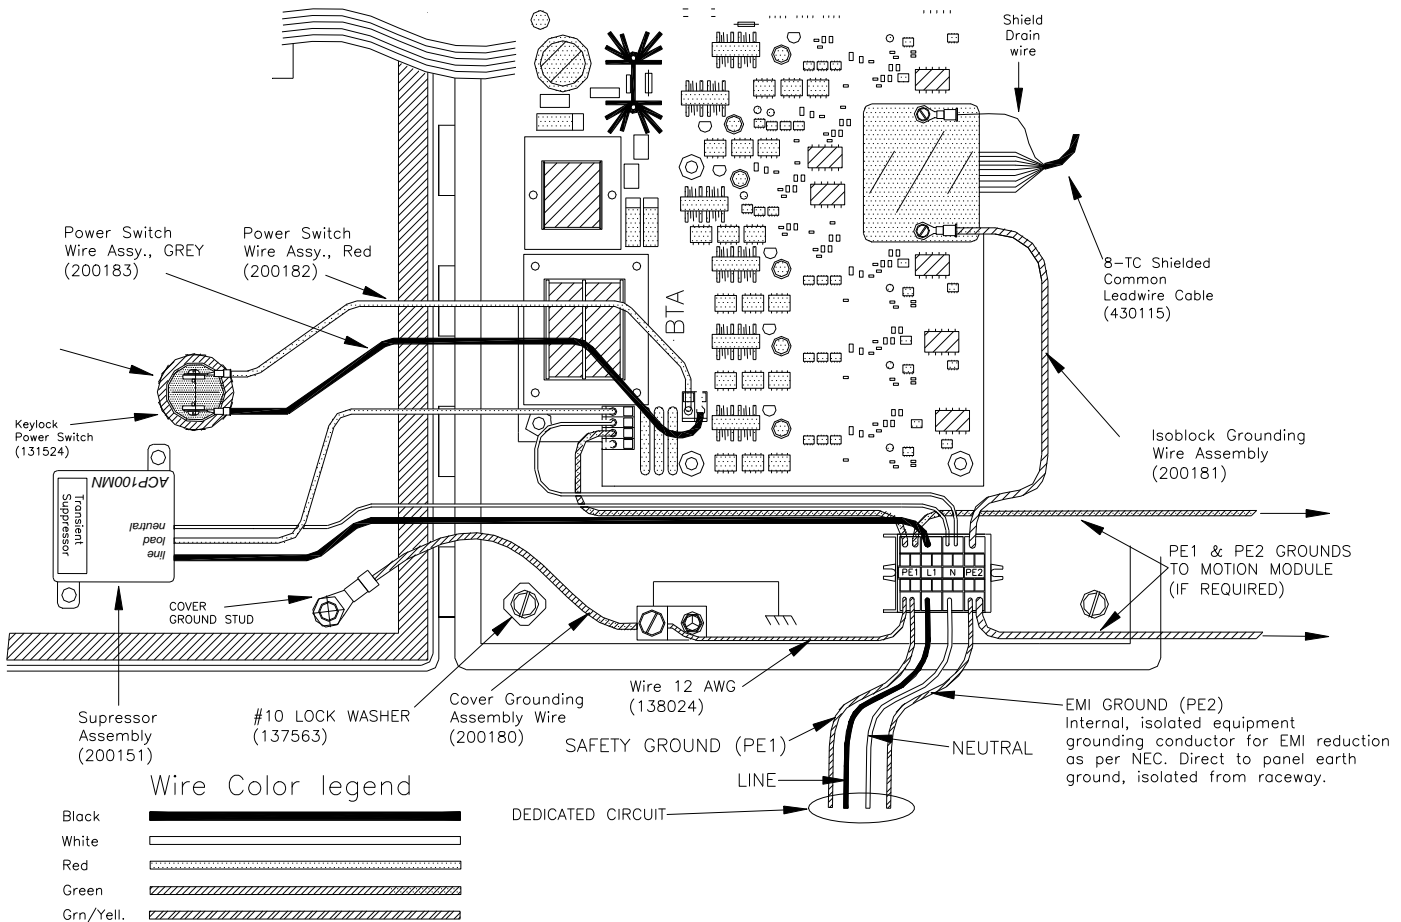 Shield
Drain
wire
Power Switch
Wire Assy., GREY
(200183)
Power Switch
Wire Assy., Red
(200182)
8-TC Shielded
Common
Leadwire Cable
(430115)
BTA
Keylock
Power Switch
(131524)
Isoblock Grounding
Wire Assembly
(200181)
ACP100MN
Transient
Suppressor
neutral
load
line
PE1 L1 N PE2
PE1 & PE2 GROUNDS
TO MOTION MODULE
(IF REQUIRED)
COVER
GROUND STUD
Wire 12 AWG
(138024)
Cover Grounding
Assembly Wire
(200180)
#10 LOCK WASHER
(137563)
Supressor
Assembly
(200151)
SAFETY GROUND (PE1)
NEUTRAL
EMI GROUND (PE2)
Internal, isolated equipment
grounding conductor for EMI reduction
as per NEC. Direct to panel earth
ground, isolated from raceway.
LINE
DEDICATED CIRCUIT
Wire Color legend
Black
White
Red
Green
Grn/Yell.